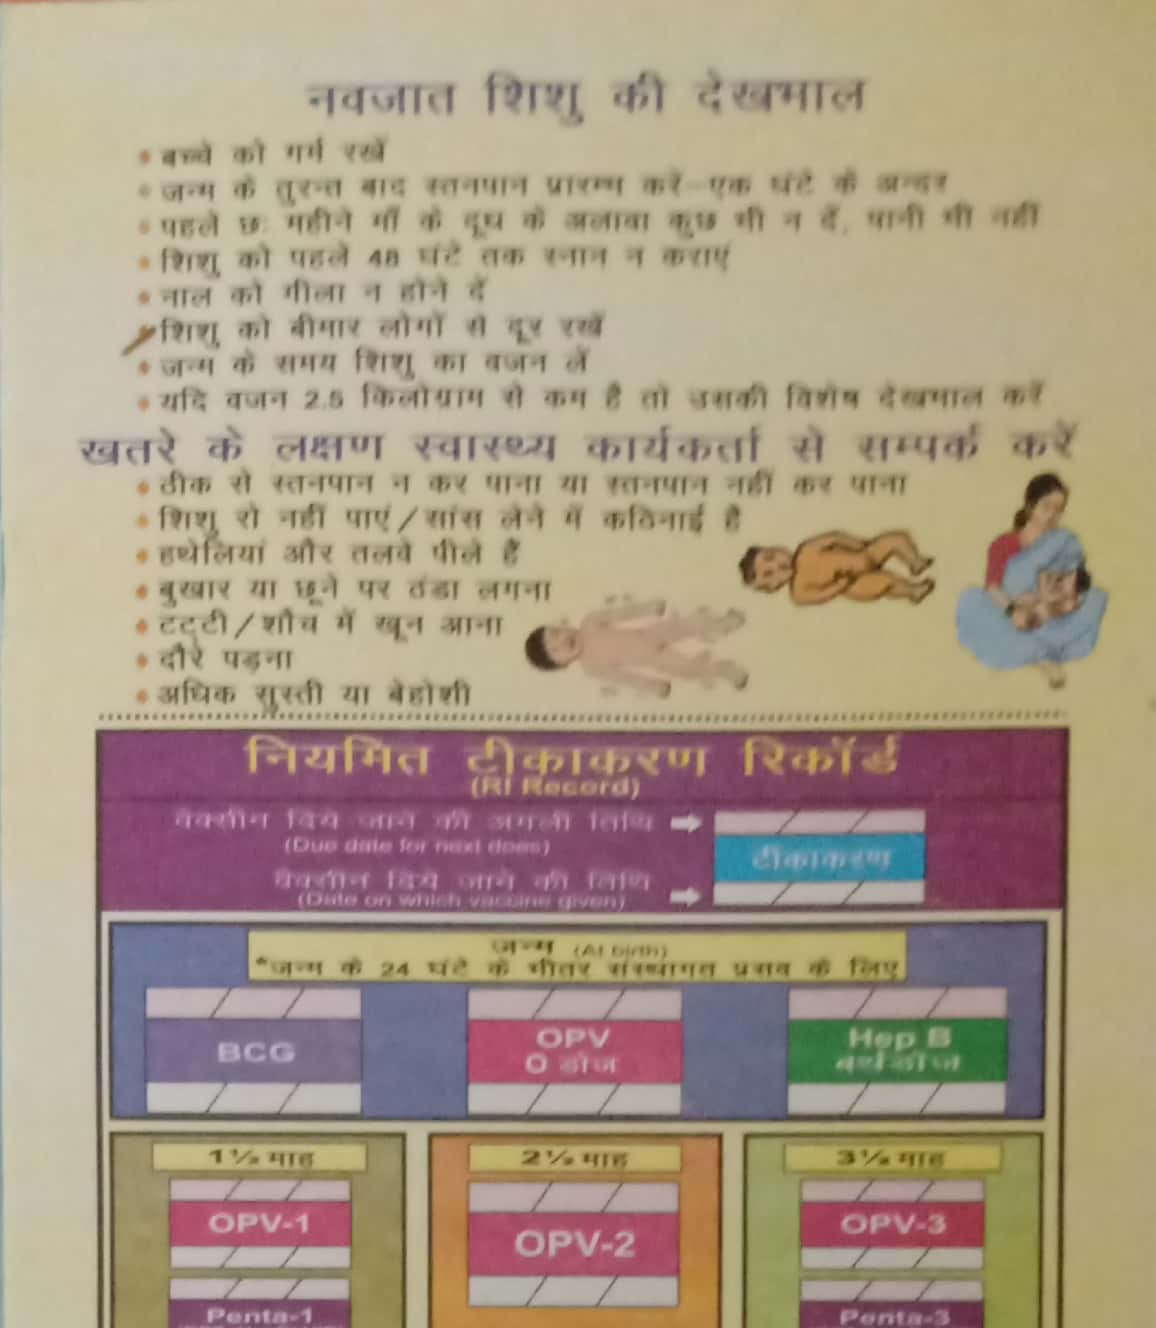 नवजात शिशु की देखभाल
• बच्चे को गर्म रखें
• जन्म के तुरन्त बाद स्तनपान प्रारम्भ करें-एक घंटे के अन्दर
• पहले छः महीने माँ के दूध के अलावा कुछ भी न दें, पानी भी नहीं
• शिशु को पहले 48 घंटे तक स्नान न कराएं
• नाल को गीला न होने दें
• शिशु को बीमार लोगों से दूर रखें
• जन्म के समय शिशु का वजन लें
• यदि वजन 2.5 किलोग्राम से कम है तो उसकी विशेष देखभाल करें
खतरे के लक्षण स्वास्थ्य कार्यकर्ता से सम्पर्क करें
• ठीक से स्तनपान न कर पाना या स्तनपान नहीं कर पाना
• शिशु रो नहीं पाएं/सांस लेने में कठिनाई है
• हथेलियां और तलवे पीले हैं
• बुखार या छूने पर ठंडा लगना
• टट्टी/शौच में खून आना
• दौरे पड़ना
• अधिक सुस्ती या बेहोशी
नियमित टीकाकरण रिकॉर्ड
(RI Record)
वैक्सीन दिये जाने की अगली तिथि
(Due date for next does)
टीकाकरण
वैक्सीन दिये जाने की तिथि
(Date on which vaccine given)
जन्म (At birth)
*जन्म के 24 घंटे के भीतर संस्थागत प्रसव के लिए
BCG
OPV
0 डोज
Hep B
बर्थ डोज
1½ माह
2½ माह
3½ माह
OPV-1
OPV-2
OPV-3
Penta-1
Penta-3